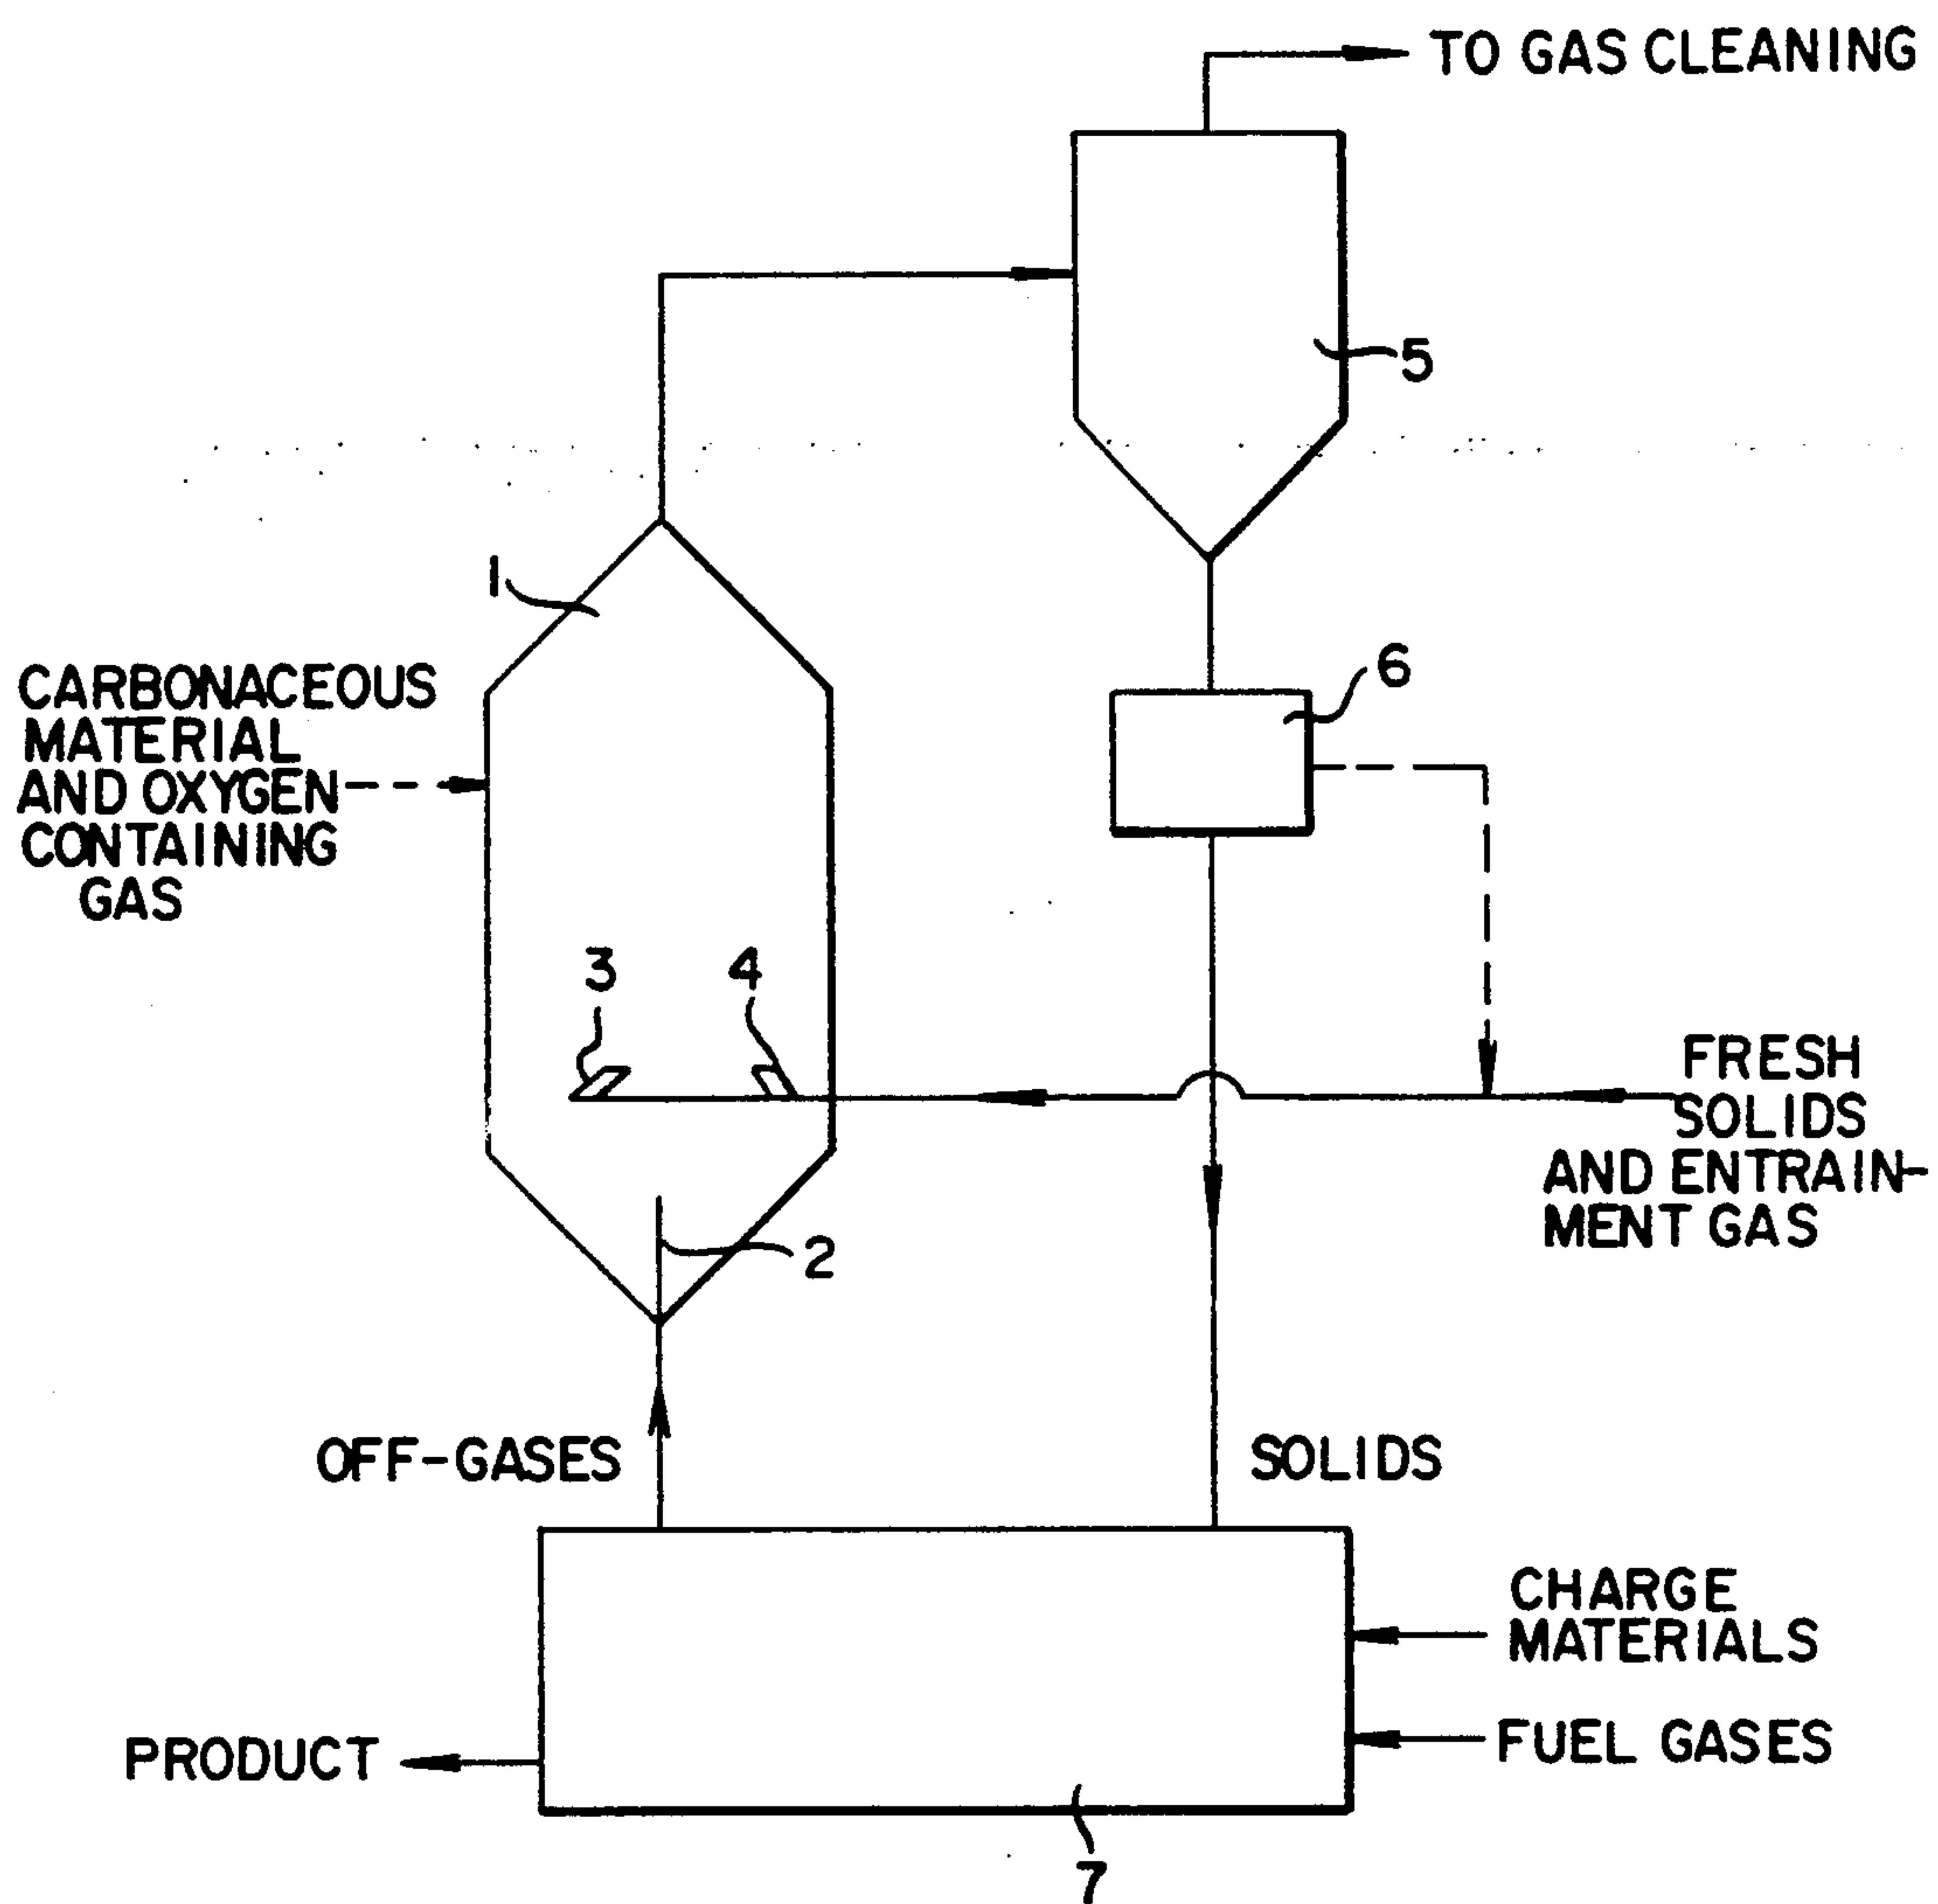 TO GAS CLEANING
5
1
6
CARBONACEOUS
MATERIAL
AND OXYGEN
CONTAINING
GAS
3
4
FRESH
SOLIDS
AND ENTRAIN-
MENT GAS
2
OFF-GASES
SOLIDS
CHARGE
MATERIALS
FUEL GASES
PRODUCT
7